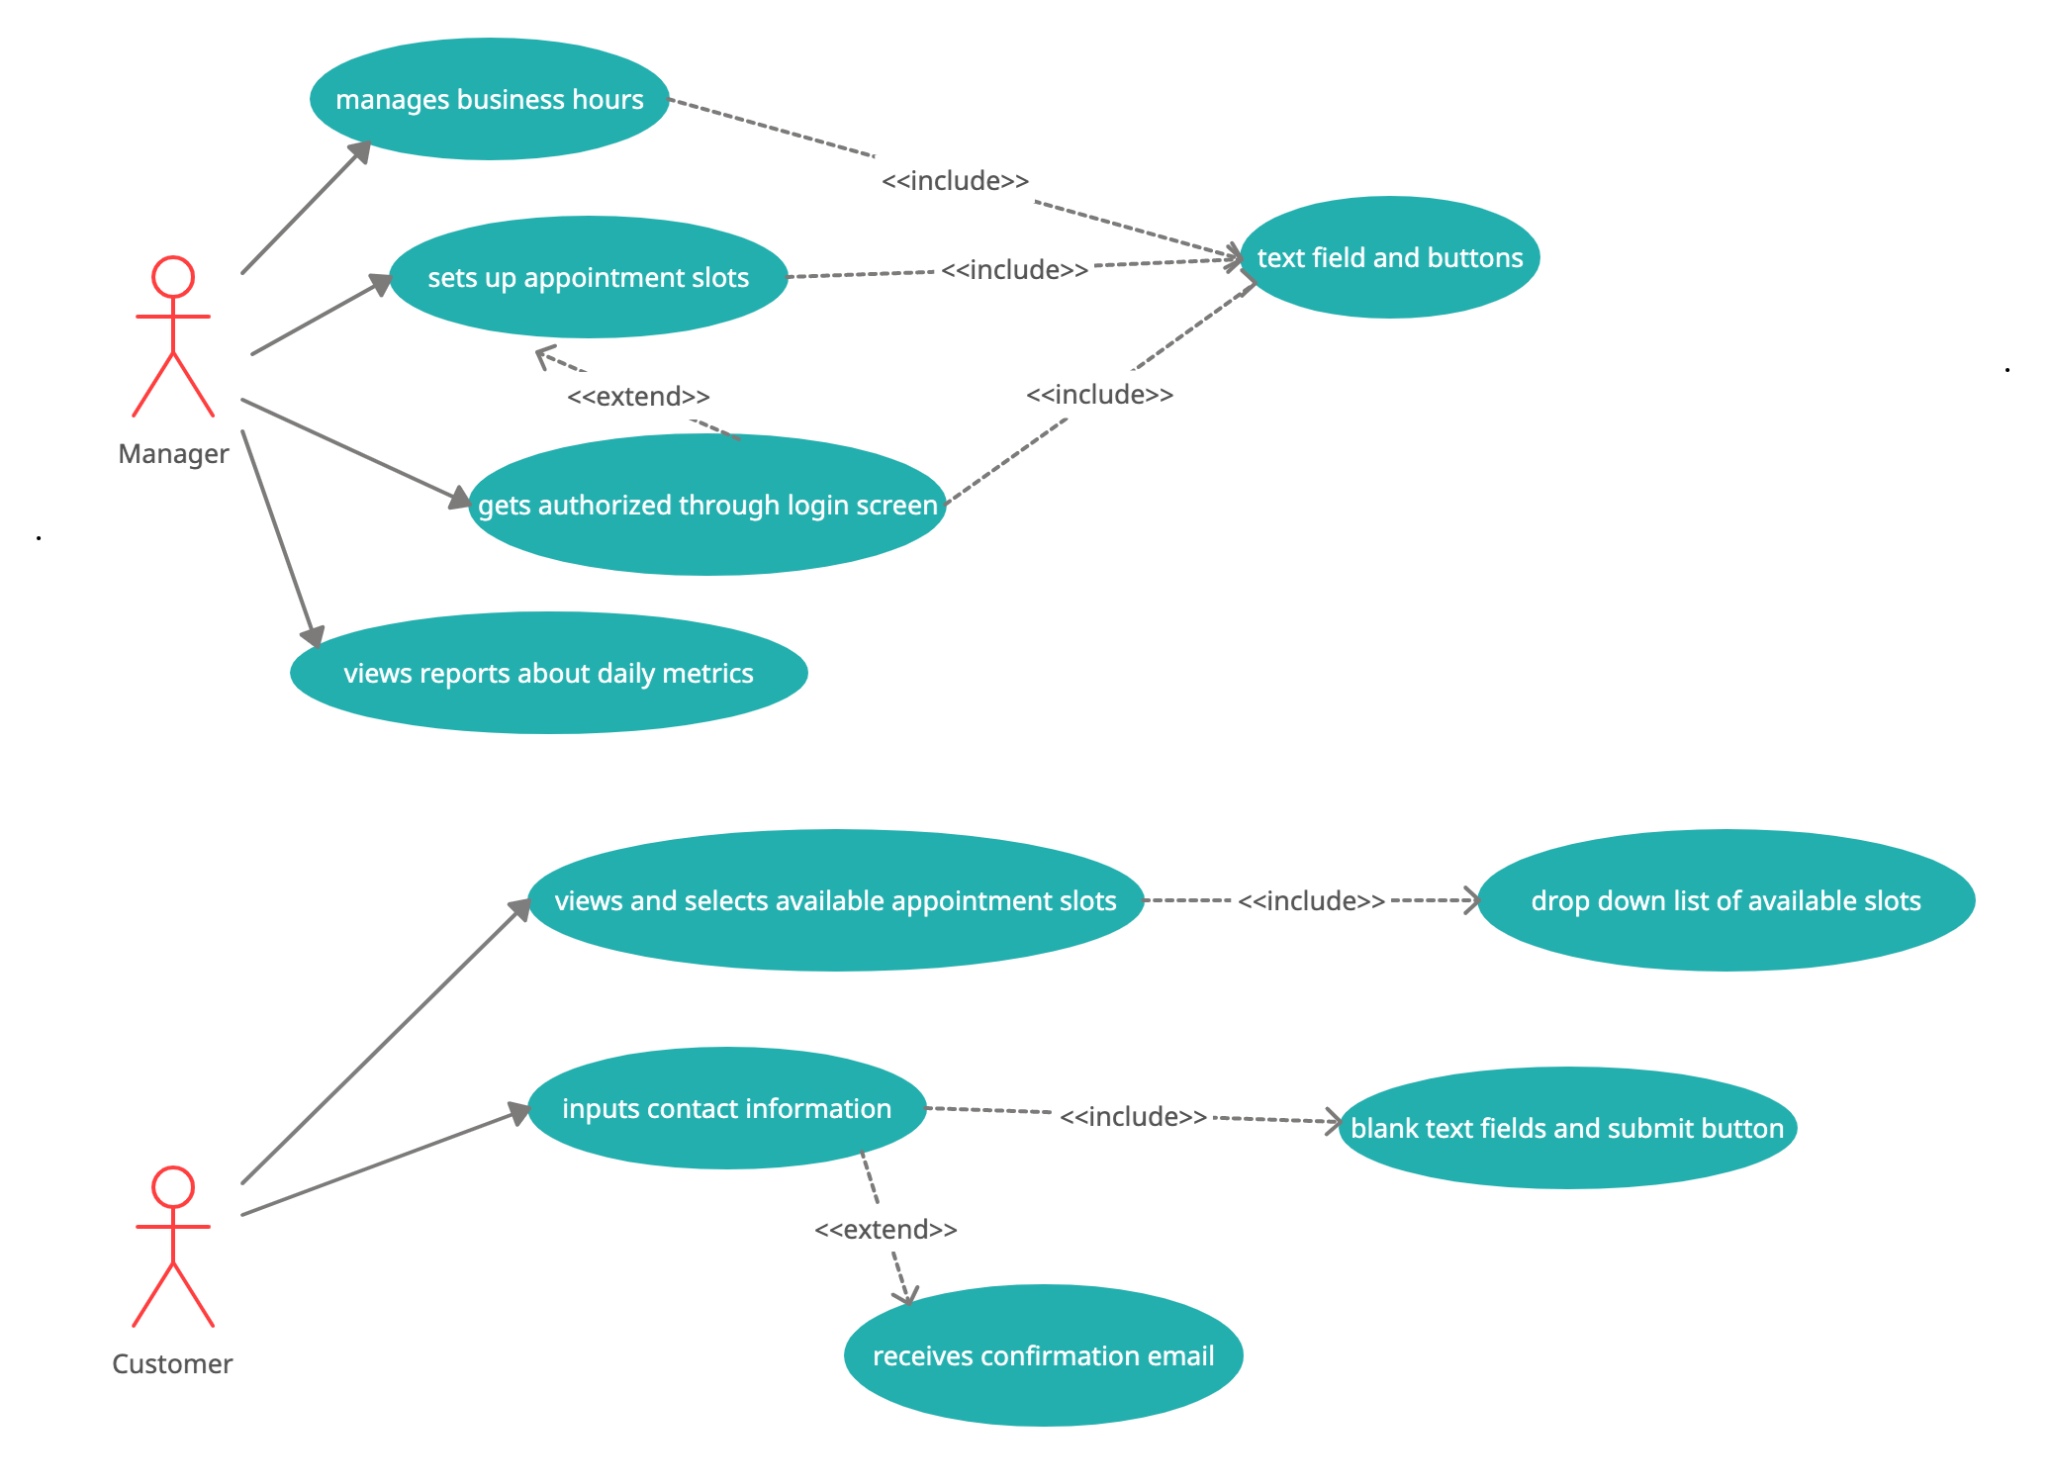 manages business hours
<<include>>
text field and buttons
sets up appointment slots
<<include>>
<<extend>>
<<include>>
Manager
gets authorized through login screen
views reports about daily metrics
views and selects available appointment slots
<<include>>
drop down list of available slots
inputs contact information
<<include>>
blank text fields and submit button
<<extend>>
Customer
receives confirmation email